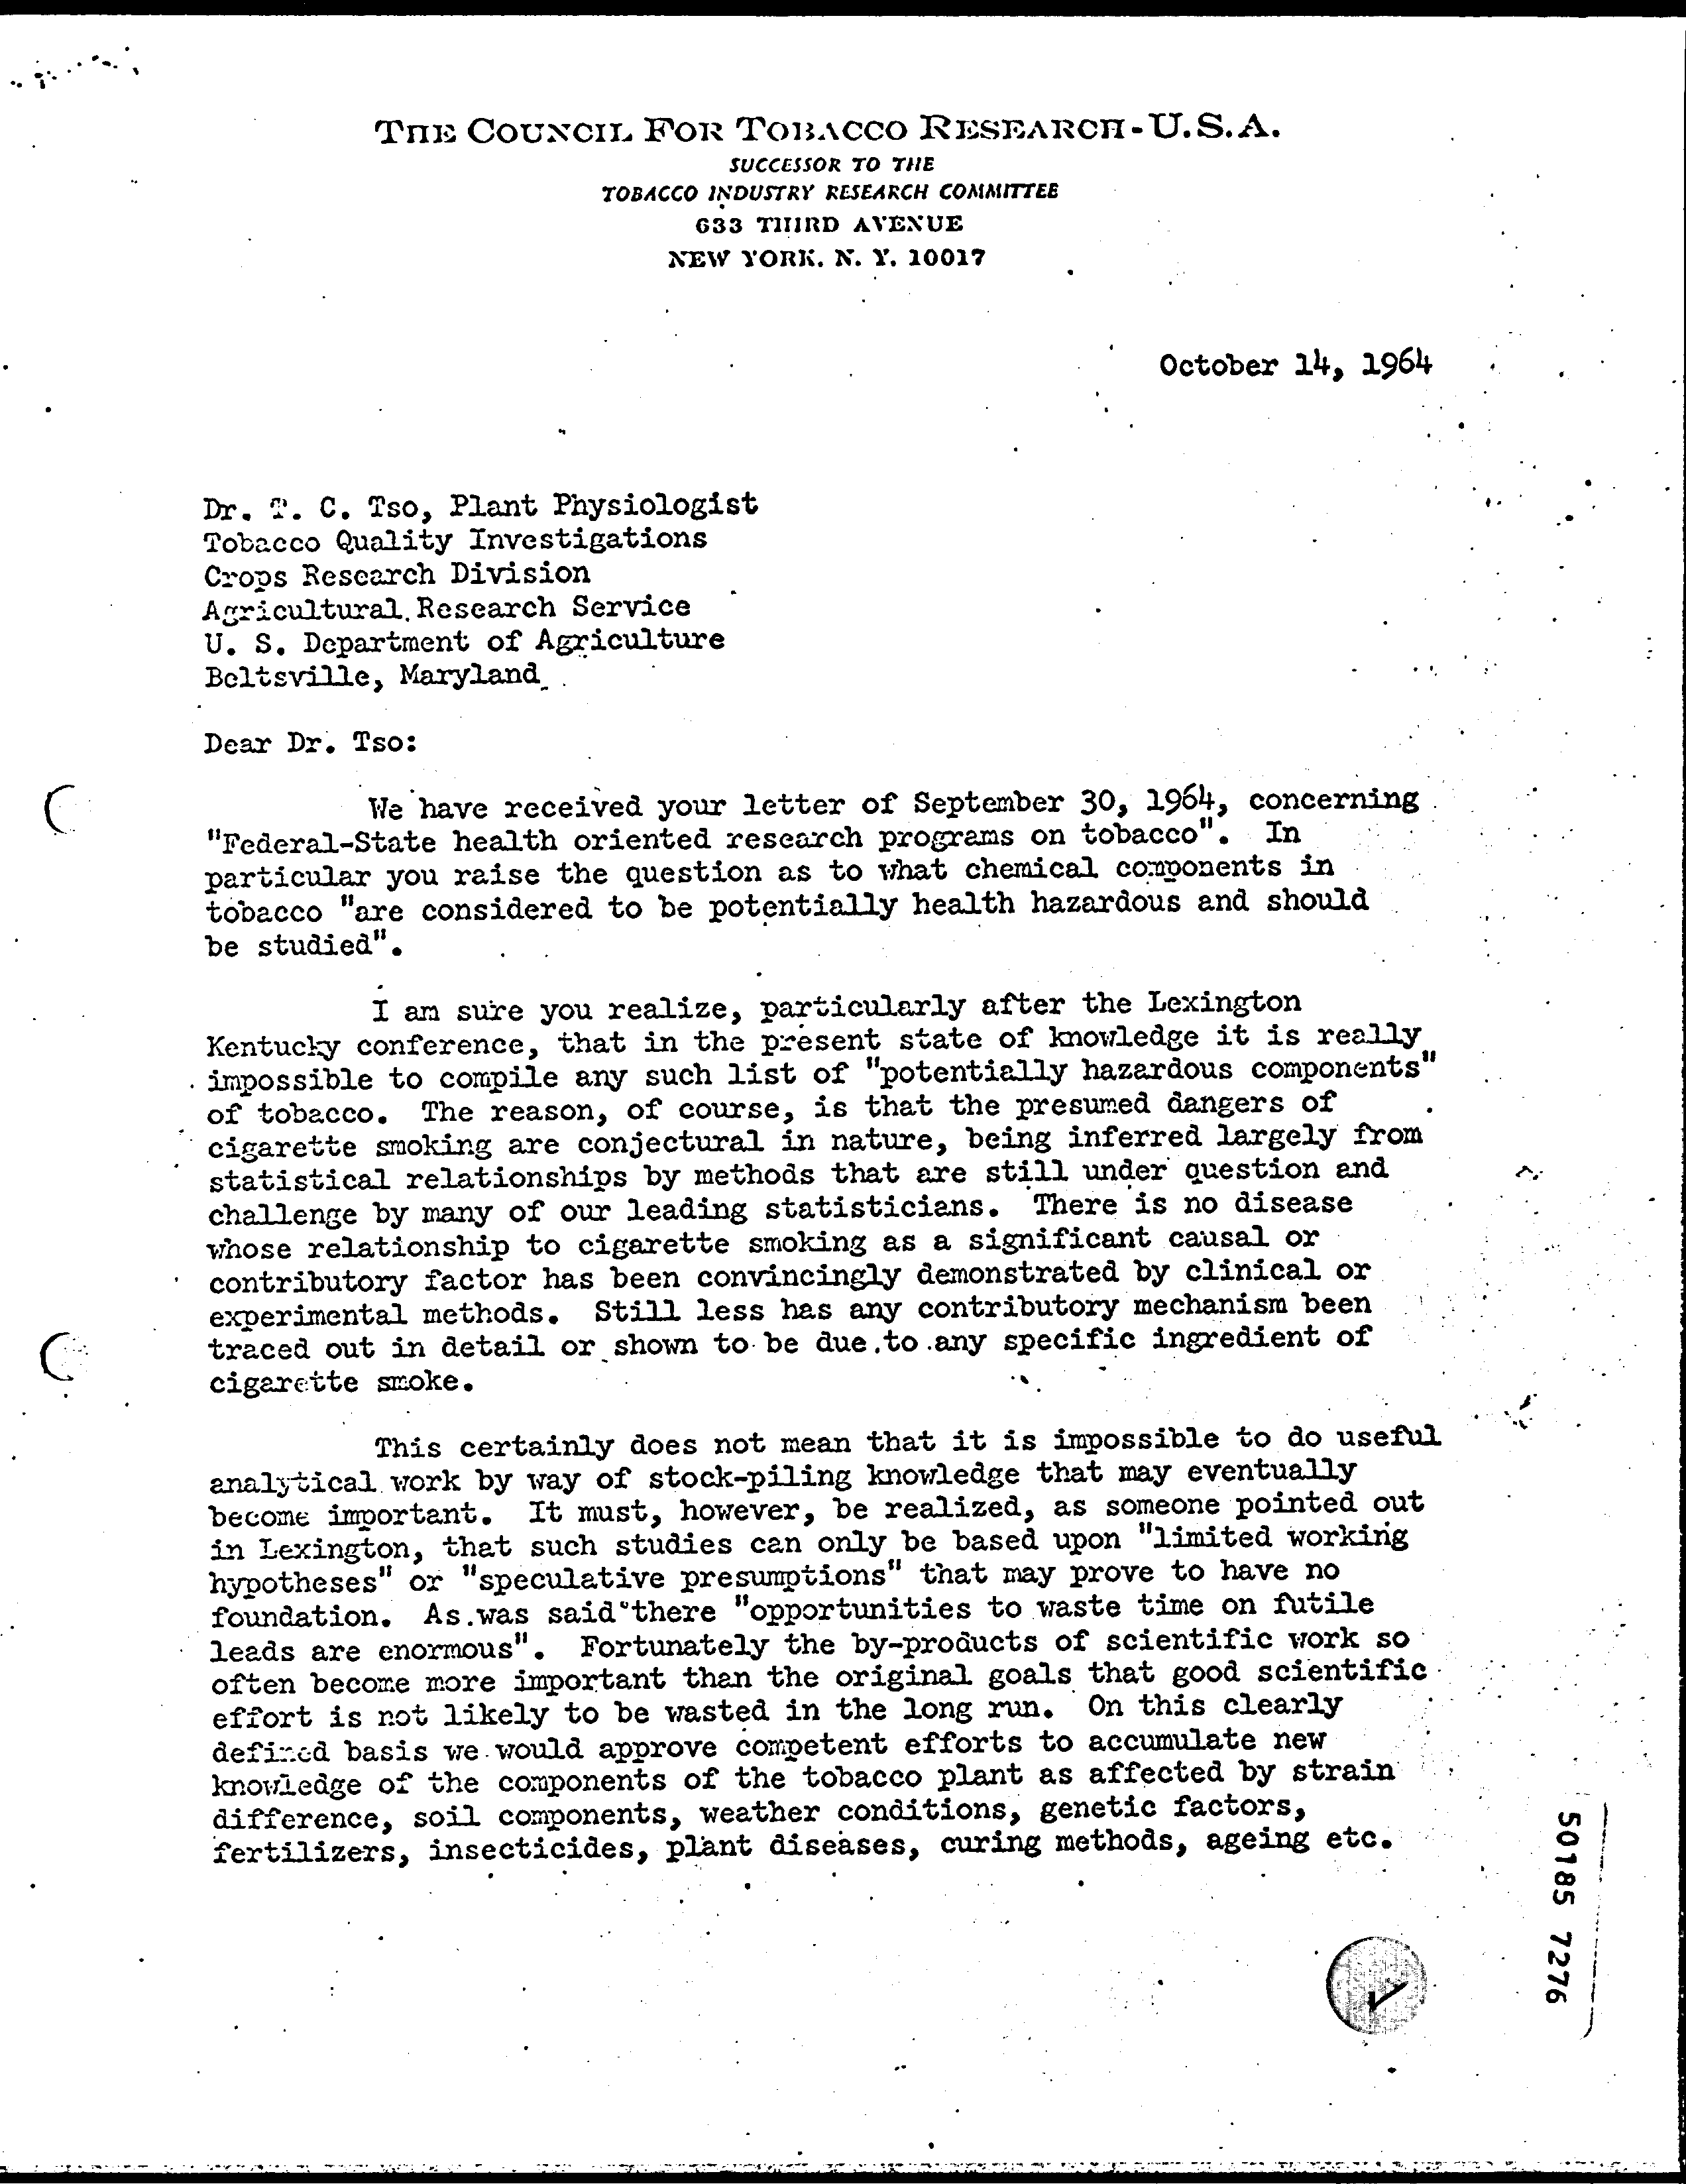 THE COUNCIL FOR TOBACCO RESEARCH-U.S.A.
SUCCESSOR TO THE
TOBACCO INDUSTRY RESEARCH COMMITTEE
633 THIRD AVENUE
NEW YORK, N. Y. 10017
October 14, 1964
Dr. T. C. Tso, Plant Physiologist
Tobacco Quality Investigations
Crops Research Division
Agricultural Research Service
U. S. Department of Agriculture
Beltsville, Maryland
Dear Dr. Tso:
We have received your letter of September 30, 1964, concerning
"Federal-State health oriented research programs on tobacco". In
particular you raise the question as to what chemical components in
tobacco "are considered to be potentially health hazardous and should
be studied".
I am sure you realize, particularly after the Lexington
Kentucky conference, that in the present state of knowledge it is really
impossible to compile any such list of "potentially hazardous components"
of tobacco. The reason, of course, is that the presumed dangers of
cigarette smoking are conjectural in nature, being inferred largely from
statistical relationships by methods that are still under question and
challenge by many of our leading statisticians. There is no disease
whose relationship to cigarette smoking as a significant causal or
contributory factor has been convincingly demonstrated by clinical or
experimental methods. Still less has any contributory mechanism been
traced out in detail or shown to be due to any specific ingredient of
cigarette smoke.
This certainly does not mean that it is impossible to do useful
analytical work by way of stock-piling knowledge that may eventually
become important. It must, however, be realized, as someone pointed out
in Lexington, that such studies can only be based upon "limited working
hypotheses" or "speculative presumptions" that may prove to have no
foundation. As was said there "opportunities to waste time on futile
leads are enormous". Fortunately the by-products of scientific work so
often become more important than the original goals that good scientific
effort is not likely to be wasted in the long run. On this clearly
defined basis we would approve competent efforts to accumulate new
knowledge of the components of the tobacco plant as affected by strain
difference, soil components, weather conditions, genetic factors,
fertilizers, insecticides, plant diseases, curing methods, ageing etc.
50185 7276